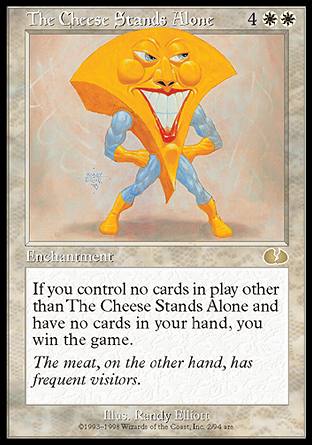 The Cheese Stands Alone 4
Enchantment
If you control no cards in play other
than The Cheese Stands Alone and
have no cards in your hand, you
win the game.
The meat, on the other hand, has
frequent visitors.
Illus. Randy Elliott
©1993–1998 Wizards of the Coast, Inc. 2/94 are